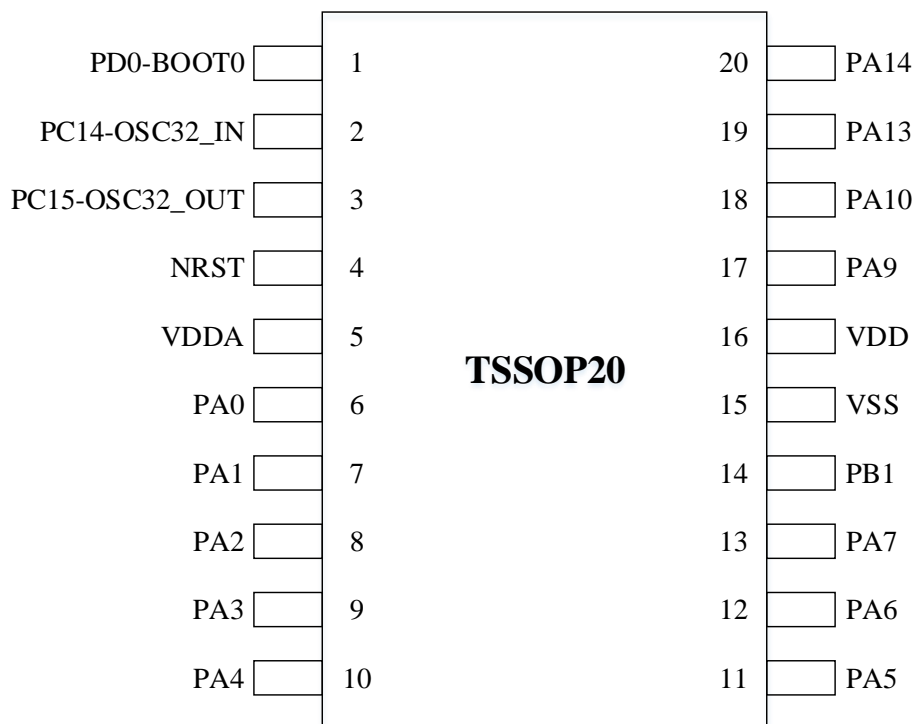 PD0-BOOT0 1 20 PA14
PC14-OSC32_IN 2 19 PA13
PC15-OSC32_OUT 3 18 PA10
NRST 4 17 PA9
VDDA 5 16 VDD
TSSOP20
PA0 6 15 VSS
PA1 7 14 PB1
PA2 8 13 PA7
PA3 9 12 PA6
PA4 10 11 PA5